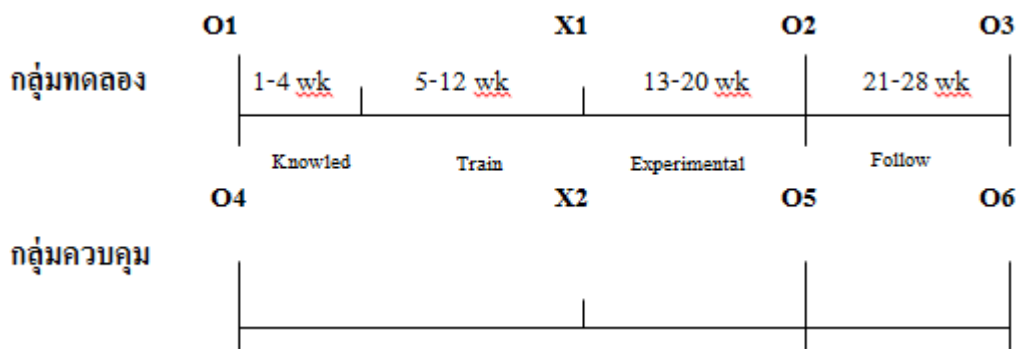 O1 X1 O2 O3
กลุ่มทดลอง 1-4 wk 5-12 wk 13-20 wk 21-28 wk
Knowled Train Experimental Follow
O4 X2 O5 O6
กลุ่มควบคุม